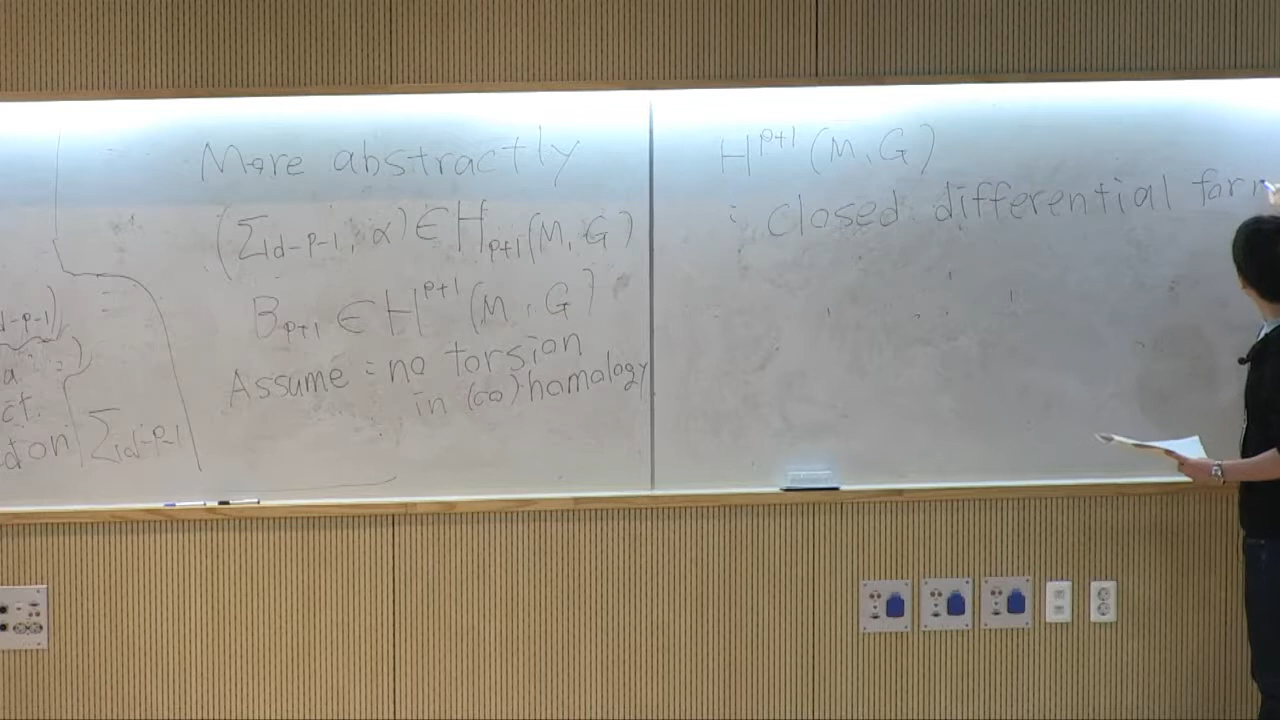 More abstractly
(Σ_{d-p-1}, α) ∈ H_{p+1}(M, G)
B_{p+1} ∈ H^{p+1}(M, G)
Assume : no torsion
in (co)homology
d-p-1)
a
ct.
Σ_{d-p-1}
H^{p+1}(M, G)
: closed differential form